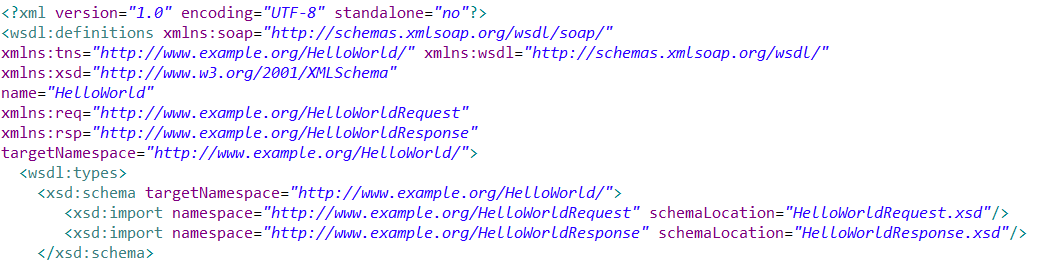 <?xml version="1.0" encoding="UTF-8" standalone="no"?>
<wsdl:definitions xmlns:soap="http://schemas.xmlsoap.org/wsdl/soap/"
xmlns:tns="http://www.example.org/HelloWorld/" xmlns:wsdl="http://schemas.xmlsoap.org/wsdl/"
xmlns:xsd="http://www.w3.org/2001/XMLSchema"
name="HelloWorld"
xmlns:req="http://www.example.org/HelloWorldRequest"
xmlns:rsp="http://www.example.org/HelloWorldResponse"
targetNamespace="http://www.example.org/HelloWorld/">
  <wsdl:types>
    <xsd:schema targetNamespace="http://www.example.org/HelloWorld/">
       <xsd:import namespace="http://www.example.org/HelloWorldRequest" schemaLocation="HelloWorldRequest.xsd"/>
       <xsd:import namespace="http://www.example.org/HelloWorldResponse" schemaLocation="HelloWorldResponse.xsd"/>
    </xsd:schema>